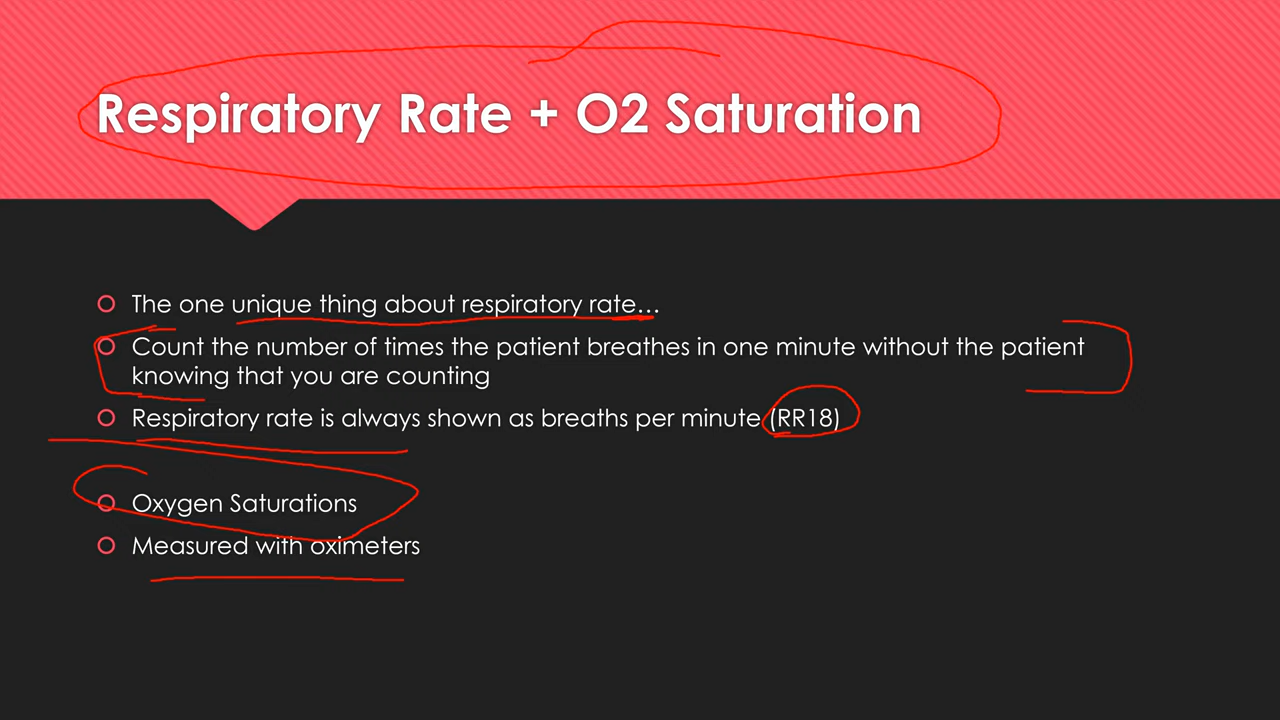 Respiratory Rate + O2 Saturation
The one unique thing about respiratory rate...
Count the number of times the patient breathes in one minute without the patient
knowing that you are counting
Respiratory rate is always shown as breaths per minute (RR18)
Oxygen Saturations
Measured with oximeters